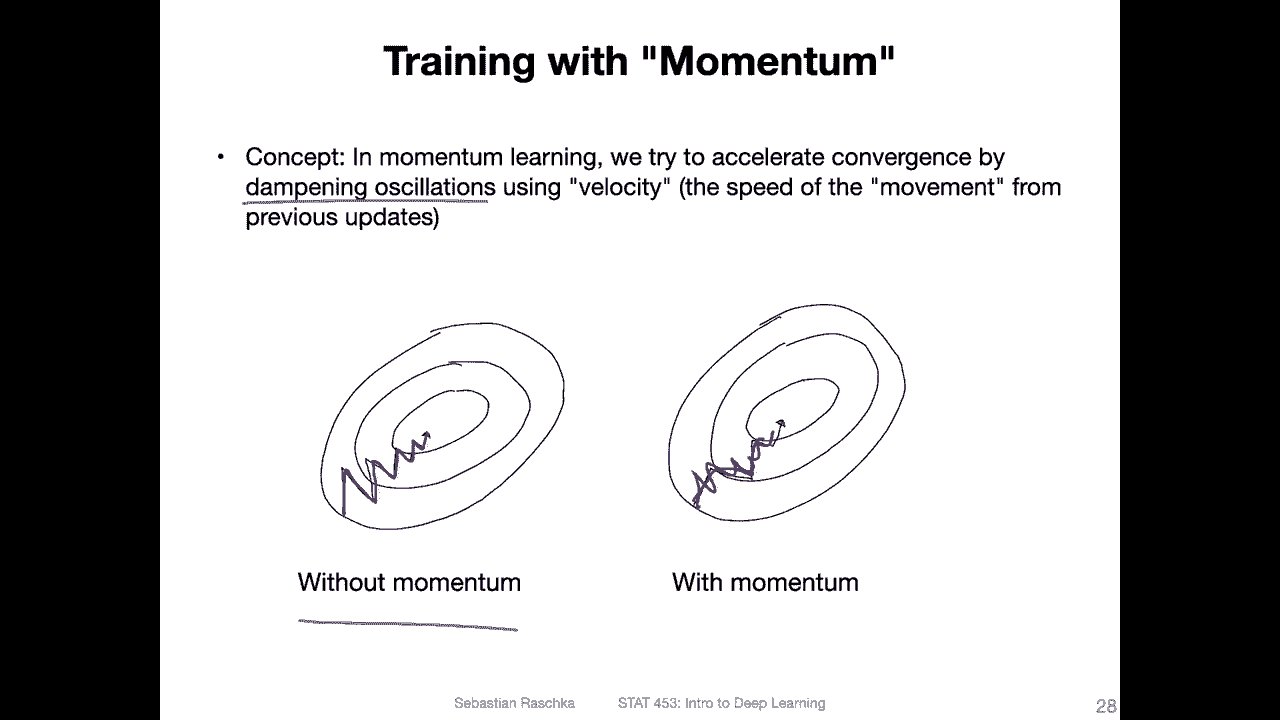 Training with "Momentum"
• Concept: In momentum learning, we try to accelerate convergence by
dampening oscillations using "velocity" (the speed of the "movement" from
previous updates)
Without momentum
With momentum
Sebastian Raschka
STAT 453: Intro to Deep Learning
28